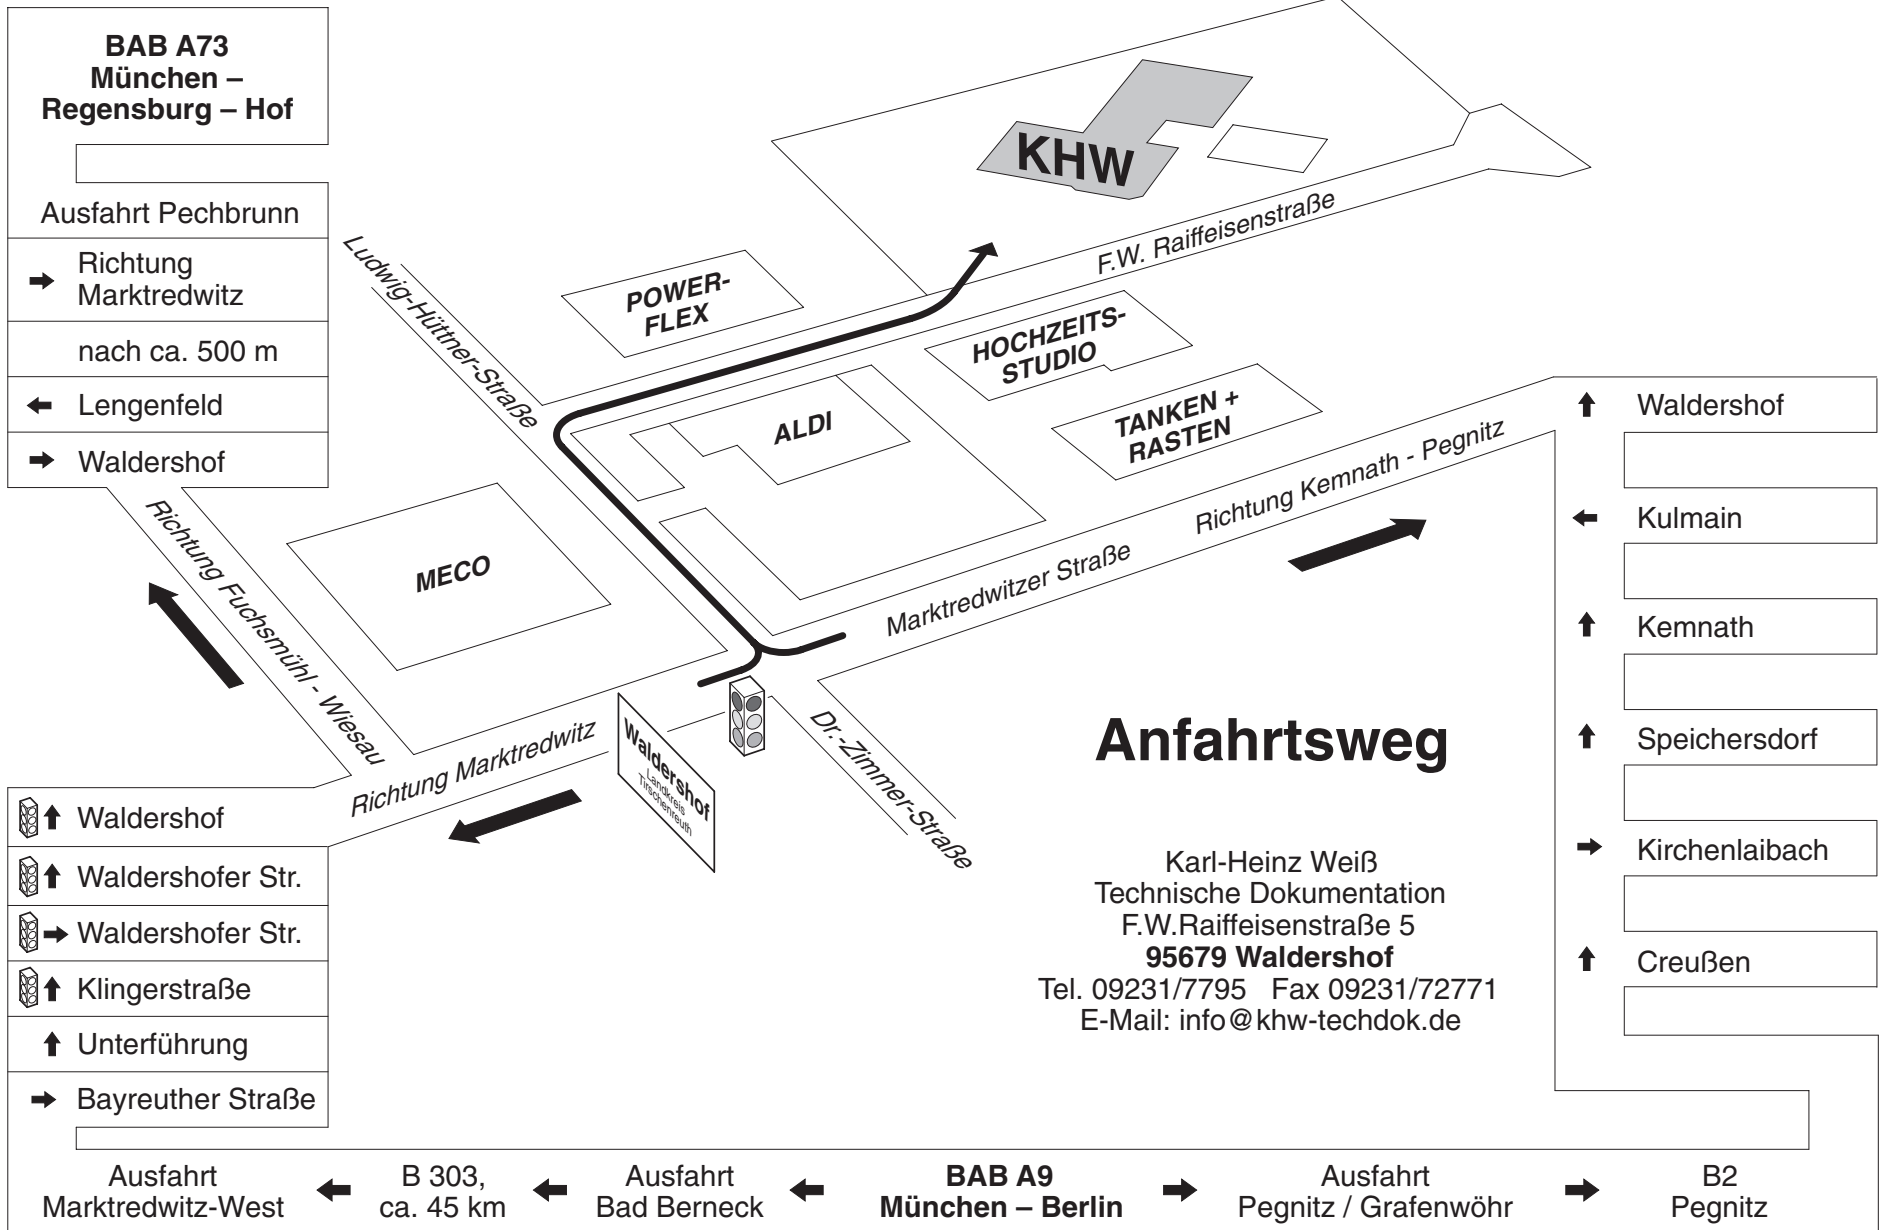 BAB A73
München –
Regensburg – Hof
Ausfahrt Pechbrunn
Richtung
Marktredwitz
nach ca. 500 m
Lengenfeld
Waldershof
KHW
F.W. Raiffeisenstraße
Ludwig-Hüttner-Straße
POWER-
FLEX
HOCHZEITS-
STUDIO
ALDI
TANKEN +
RASTEN
MECO
Richtung Fuchsmühl - Wiesau
Richtung Kemnath - Pegnitz
Marktredwitzer Straße
Richtung Marktredwitz
Waldershof
Landkreis
Tirschenreuth
Dr.-Zimmer-Straße
Waldershof
Kulmain
Kemnath
Speichersdorf
Kirchenlaibach
Creußen
Anfahrtsweg
Karl-Heinz Weiß
Technische Dokumentation
F.W.Raiffeisenstraße 5
95679 Waldershof
Tel. 09231/7795 Fax 09231/72771
E-Mail: info@khw-techdok.de
Waldershof
Waldershofer Str.
Waldershofer Str.
Klingerstraße
Unterführung
Bayreuther Straße
Ausfahrt
Marktredwitz-West
B 303,
ca. 45 km
Ausfahrt
Bad Berneck
BAB A9
München – Berlin
Ausfahrt
Pegnitz / Grafenwöhr
B2
Pegnitz